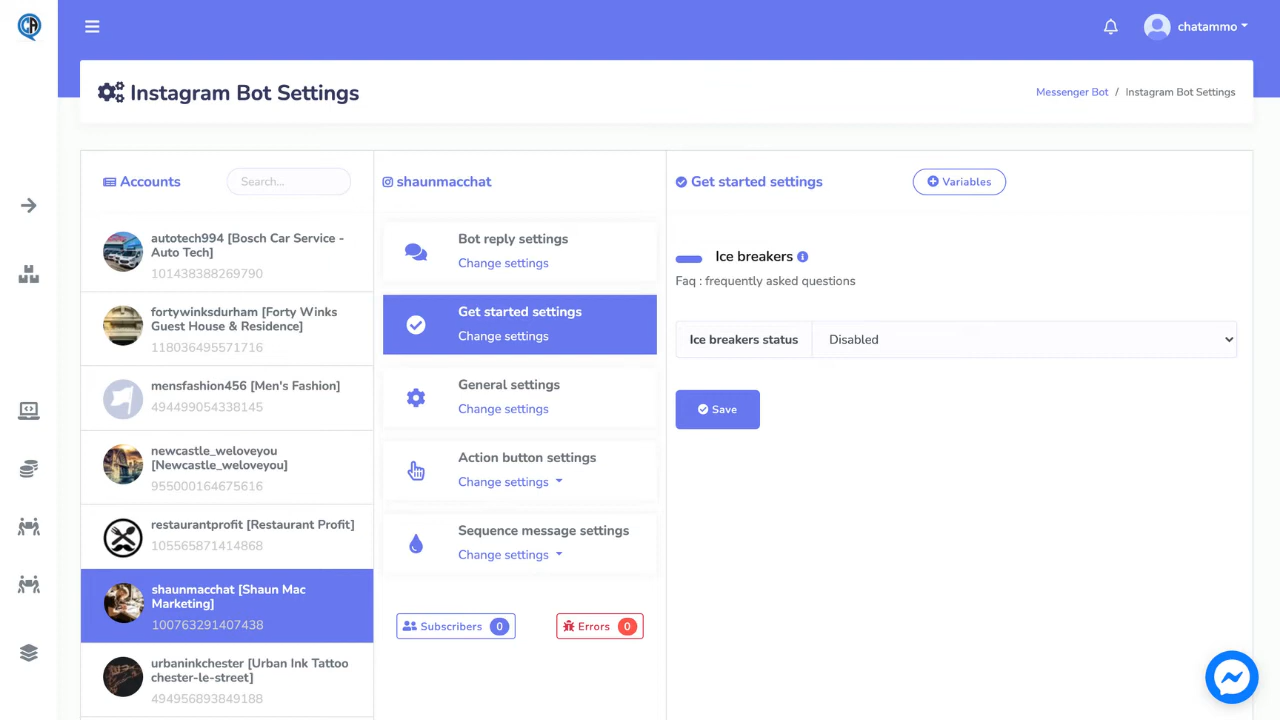 CA
chatammo
Instagram Bot Settings
Messenger Bot / Instagram Bot Settings
Accounts
Search...
autotech994 [Bosch Car Service -
Auto Tech]
101438388269790
fortywinksdurham [Forty Winks
Guest House & Residence]
118036495571716
mensfashion456 [Men's Fashion]
494499054338145
newcastle_weloveyou
[Newcastle_weloveyou]
955000164675616
restaurantprofit [Restaurant Profit]
105565871414868
shaunmacchat [Shaun Mac
Marketing]
100763291407438
urbaninkchester [Urban Ink Tattoo
chester-le-street]
494956893849188
shaunmacchat
Bot reply settings
Change settings
Get started settings
Change settings
General settings
Change settings
Action button settings
Change settings
Sequence message settings
Change settings
Subscribers 0
Errors 0
Get started settings
Variables
Ice breakers
Faq : frequently asked questions
Ice breakers status
Disabled
Save